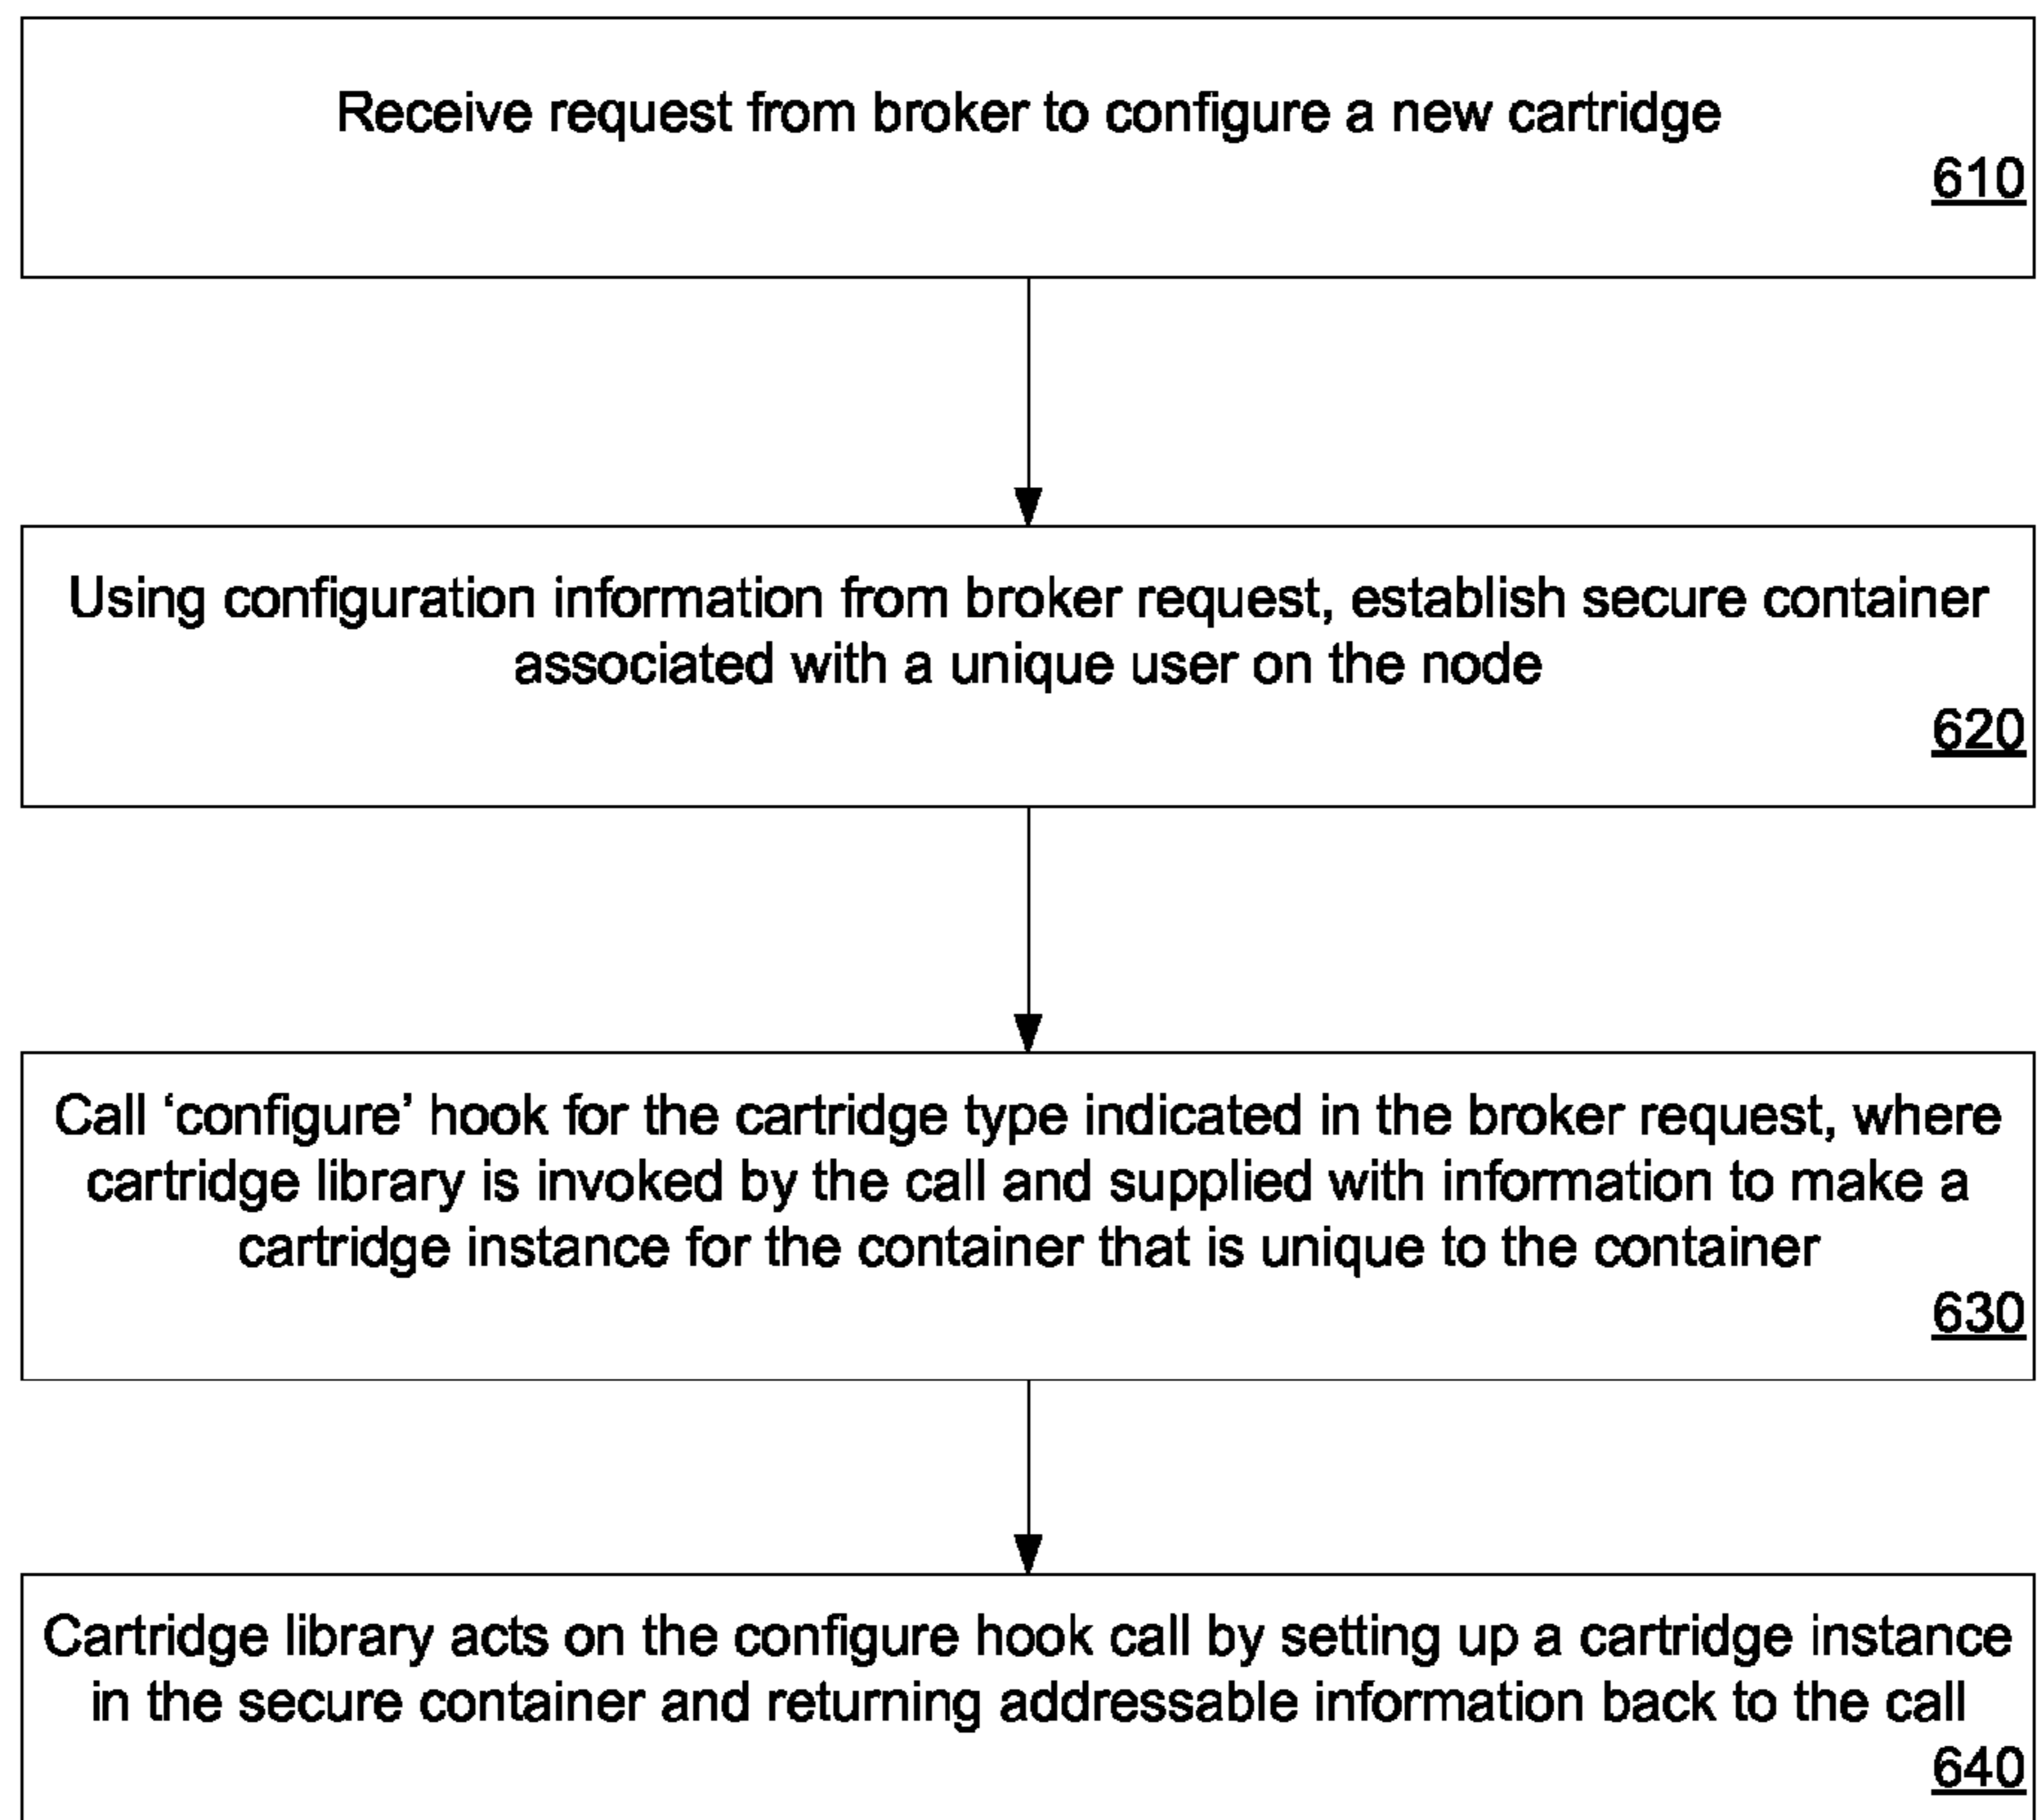 Receive request from broker to configure a new cartridge
610
Using configuration information from broker request, establish secure container
associated with a unique user on the node
620
Call ‘configure’ hook for the cartridge type indicated in the broker request, where
cartridge library is invoked by the call and supplied with information to make a
cartridge instance for the container that is unique to the container
630
Cartridge library acts on the configure hook call by setting up a cartridge instance
in the secure container and returning addressable information back to the call
640